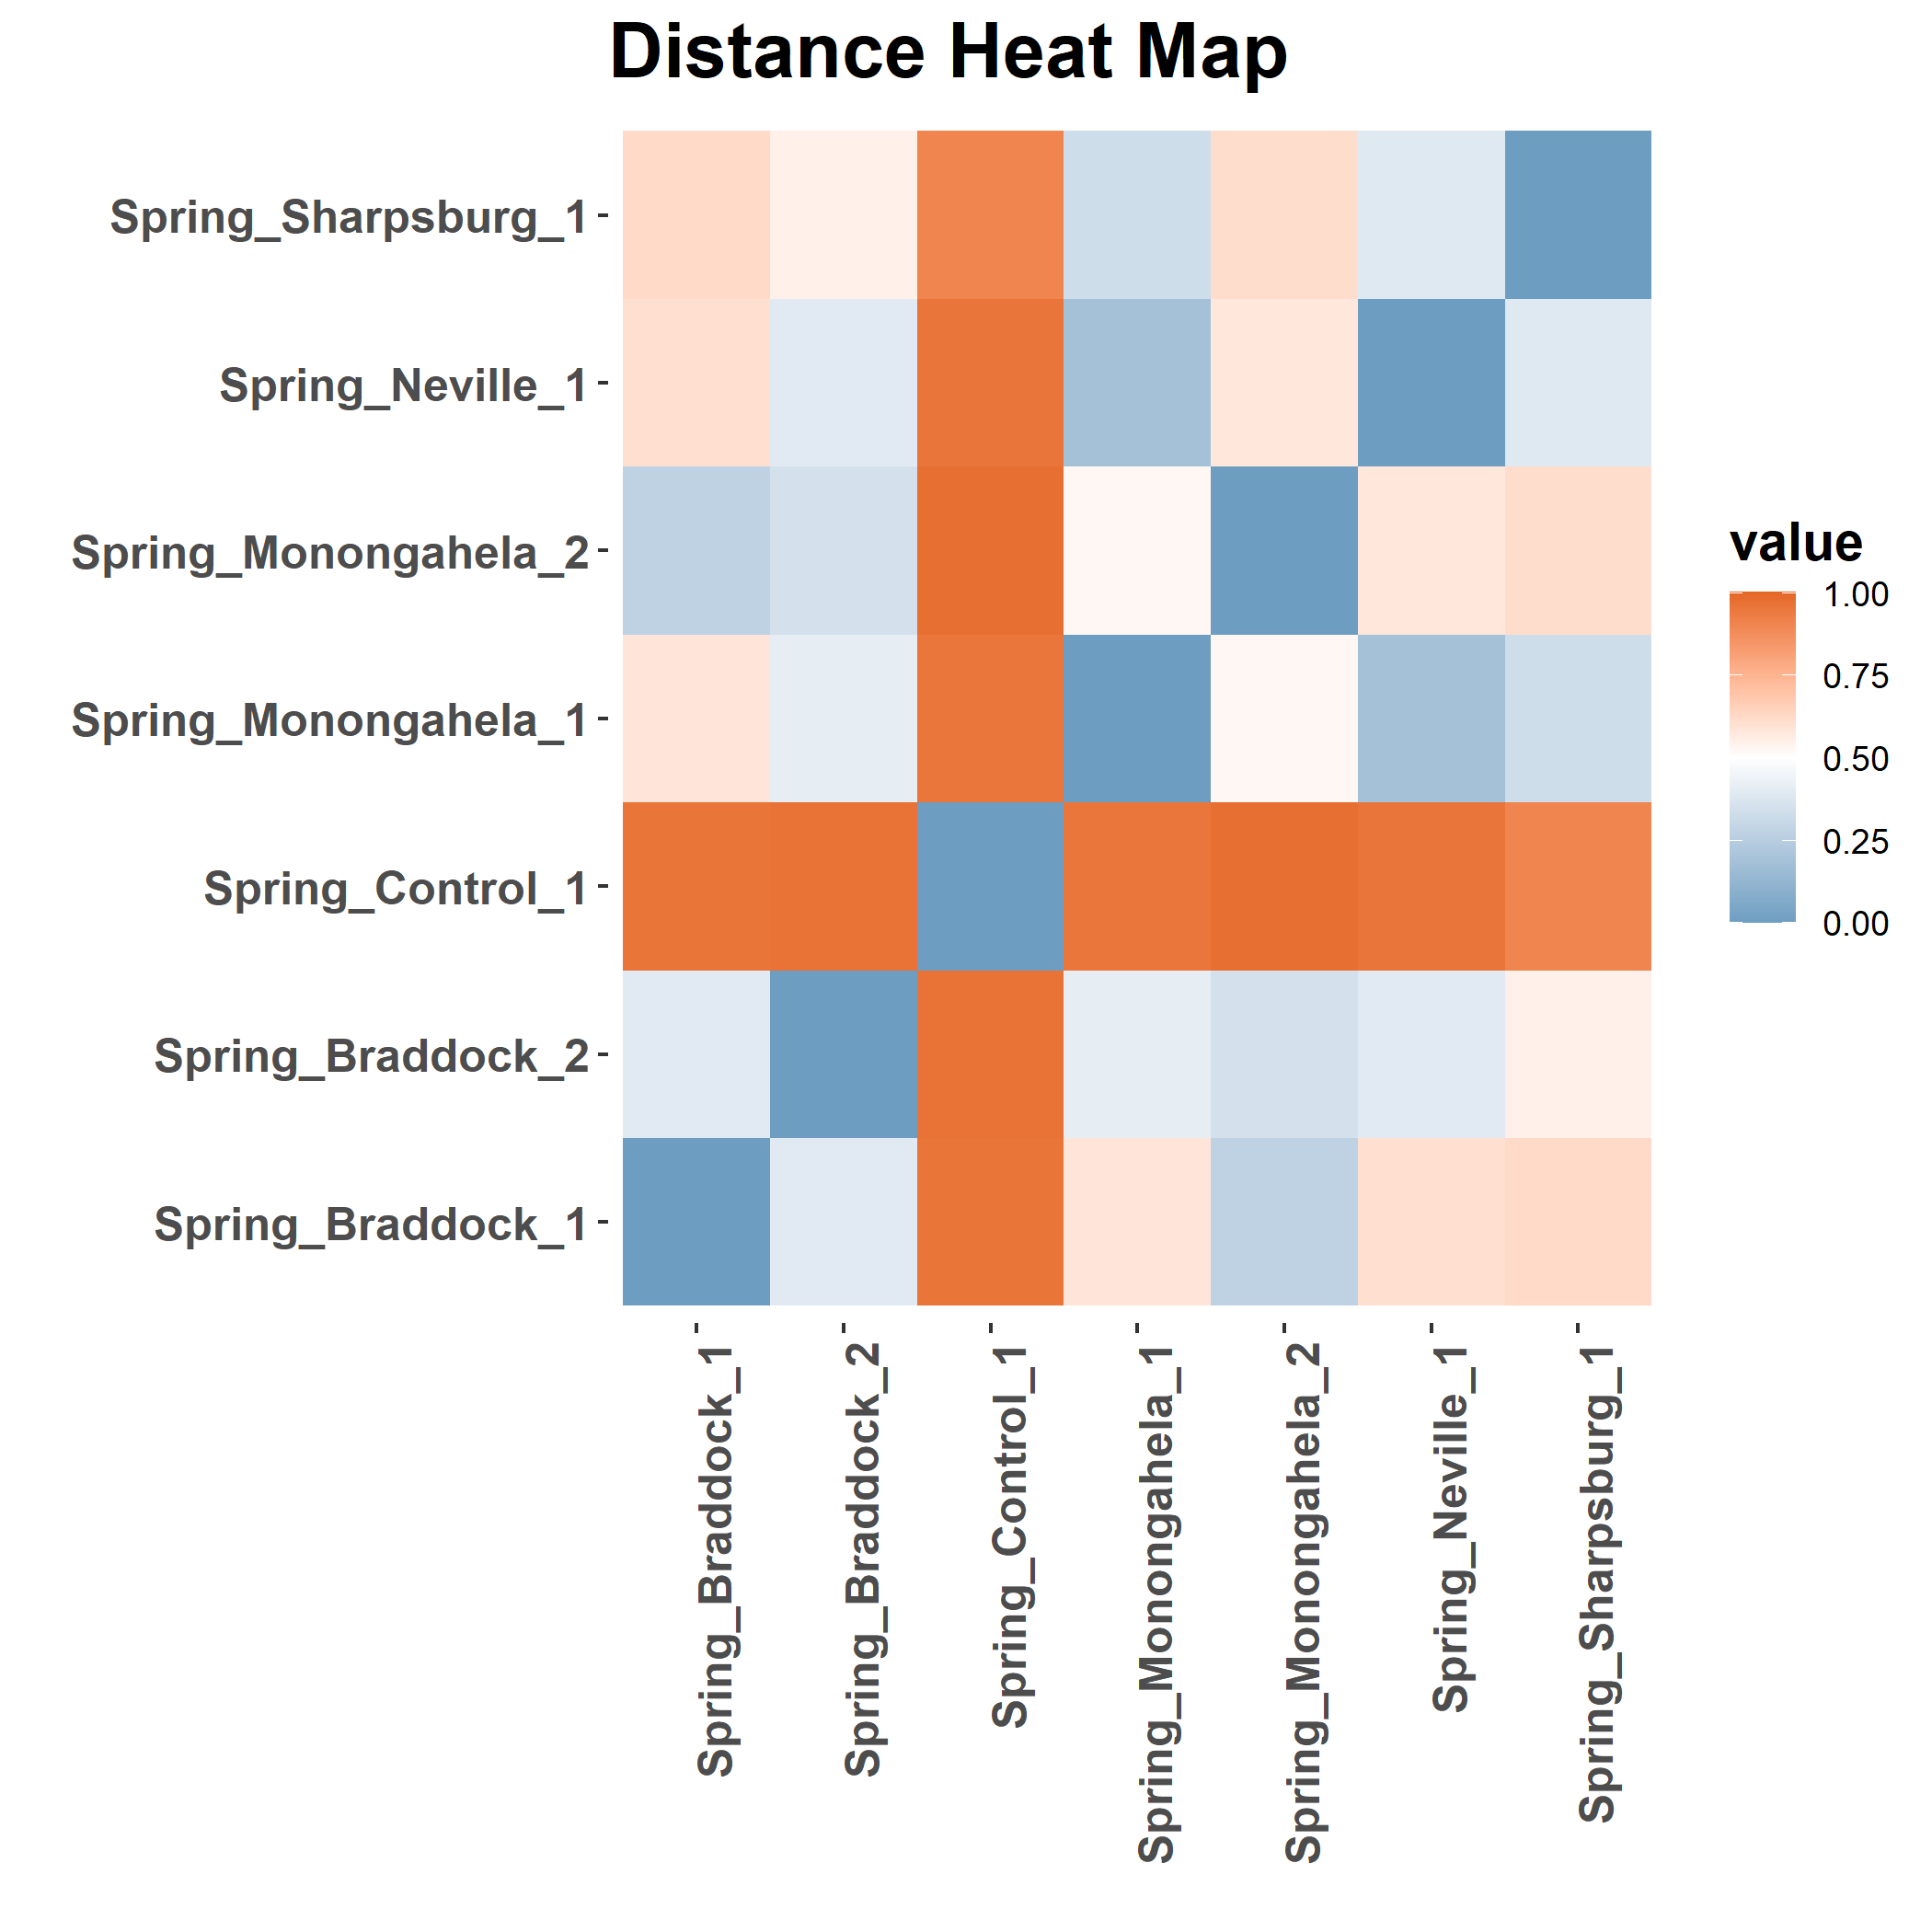 Distance Heat Map
Spring_Sharpsburg_1
Spring_Neville_1
Spring_Monongahela_2
Spring_Monongahela_1
Spring_Control_1
Spring_Braddock_2
Spring_Braddock_1
value
1.00
0.75
0.50
0.25
0.00
Spring_Braddock_1
Spring_Braddock_2
Spring_Control_1
Spring_Monongahela_1
Spring_Monongahela_2
Spring_Neville_1
Spring_Sharpsburg_1